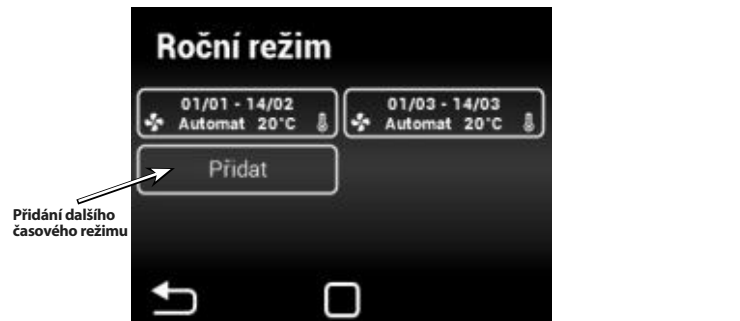 Roční režim
01/01 - 14/02
Automat 20°C
01/03 - 14/03
Automat 20°C
Přidat
Přidání dalšího
časového režimu